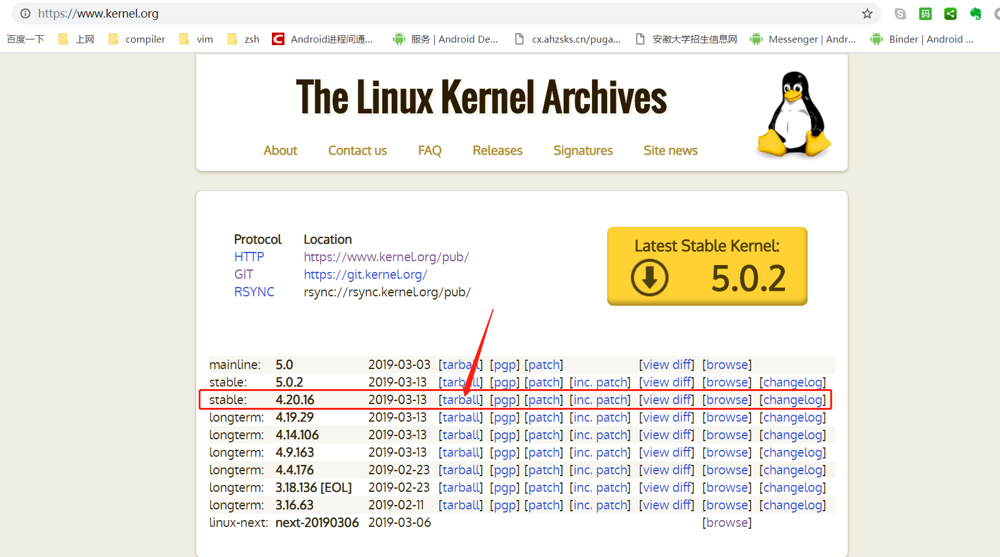 https://www.kernel.org
百度一下 上网 compiler vim zsh Android进程间通... 服务 | Android De... cx.ahzsks.cn/puga... 安徽大学招生信息网 Messenger | Andr... Binder | Android ...
The Linux Kernel Archives
About Contact us FAQ Releases Signatures Site news
Protocol Location
HTTP https://www.kernel.org/pub/
GIT https://git.kernel.org/
RSYNC rsync://rsync.kernel.org/pub/
Latest Stable Kernel:
5.0.2
mainline: 5.0 2019-03-03 [tarball] [pgp] [patch] [view diff] [browse]
stable: 5.0.2 2019-03-13 [tarball] [pgp] [patch] [inc. patch] [view diff] [browse] [changelog]
stable: 4.20.16 2019-03-13 [tarball] [pgp] [patch] [inc. patch] [view diff] [browse] [changelog]
longterm: 4.19.29 2019-03-13 [tarball] [pgp] [patch] [inc. patch] [view diff] [browse] [changelog]
longterm: 4.14.106 2019-03-13 [tarball] [pgp] [patch] [inc. patch] [view diff] [browse] [changelog]
longterm: 4.9.163 2019-03-13 [tarball] [pgp] [patch] [inc. patch] [view diff] [browse] [changelog]
longterm: 4.4.176 2019-02-23 [tarball] [pgp] [patch] [inc. patch] [view diff] [browse] [changelog]
longterm: 3.18.136 [EOL] 2019-02-23 [tarball] [pgp] [patch] [inc. patch] [view diff] [browse] [changelog]
longterm: 3.16.63 2019-02-11 [tarball] [pgp] [patch] [inc. patch] [view diff] [browse] [changelog]
linux-next: next-20190306 2019-03-06 [browse]